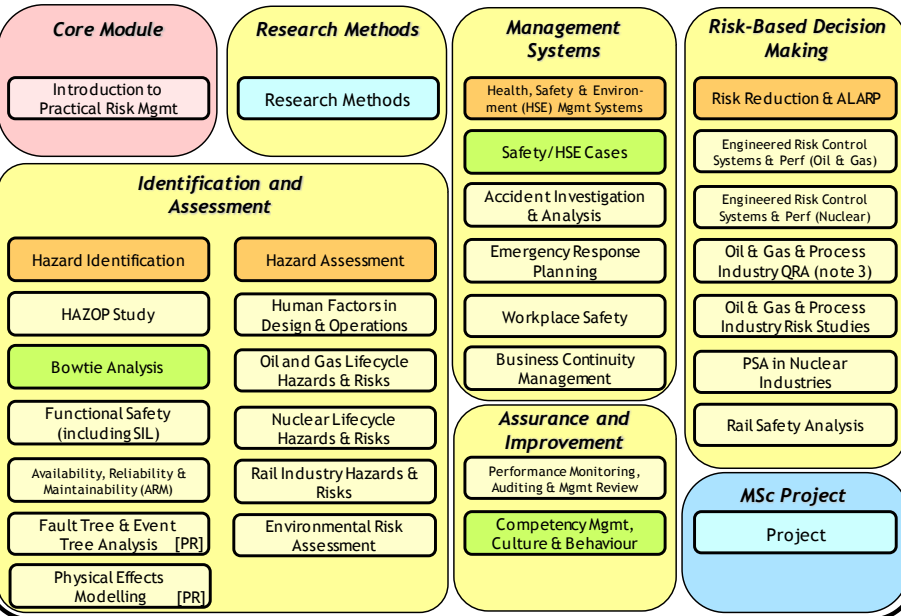 Core Module
Introduction to
Practical Risk Mgmt
Research Methods
Research Methods
Management
Systems
Health, Safety & Environ-
ment (HSE) Mgmt Systems
Safety/HSE Cases
Accident Investigation
& Analysis
Emergency Response
Planning
Workplace Safety
Business Continuity
Management
Risk-Based Decision
Making
Risk Reduction & ALARP
Engineered Risk Control
Systems & Perf (Oil & Gas)
Engineered Risk Control
Systems & Perf (Nuclear)
Oil & Gas & Process
Industry QRA (note 3)
Oil & Gas & Process
Industry Risk Studies
PSA in Nuclear
Industries
Rail Safety Analysis
Identification and
Assessment
Hazard Identification
HAZOP Study
Bowtie Analysis
Functional Safety
(including SIL)
Availability, Reliability &
Maintainability (ARM)
Fault Tree & Event
Tree Analysis [PR]
Physical Effects
Modelling [PR]
Hazard Assessment
Human Factors in
Design & Operations
Oil and Gas Lifecycle
Hazards & Risks
Nuclear Lifecycle
Hazards & Risks
Rail Industry Hazards &
Risks
Environmental Risk
Assessment
Assurance and
Improvement
Performance Monitoring,
Auditing & Mgmt Review
Competency Mgmt,
Culture & Behaviour
MSc Project
Project